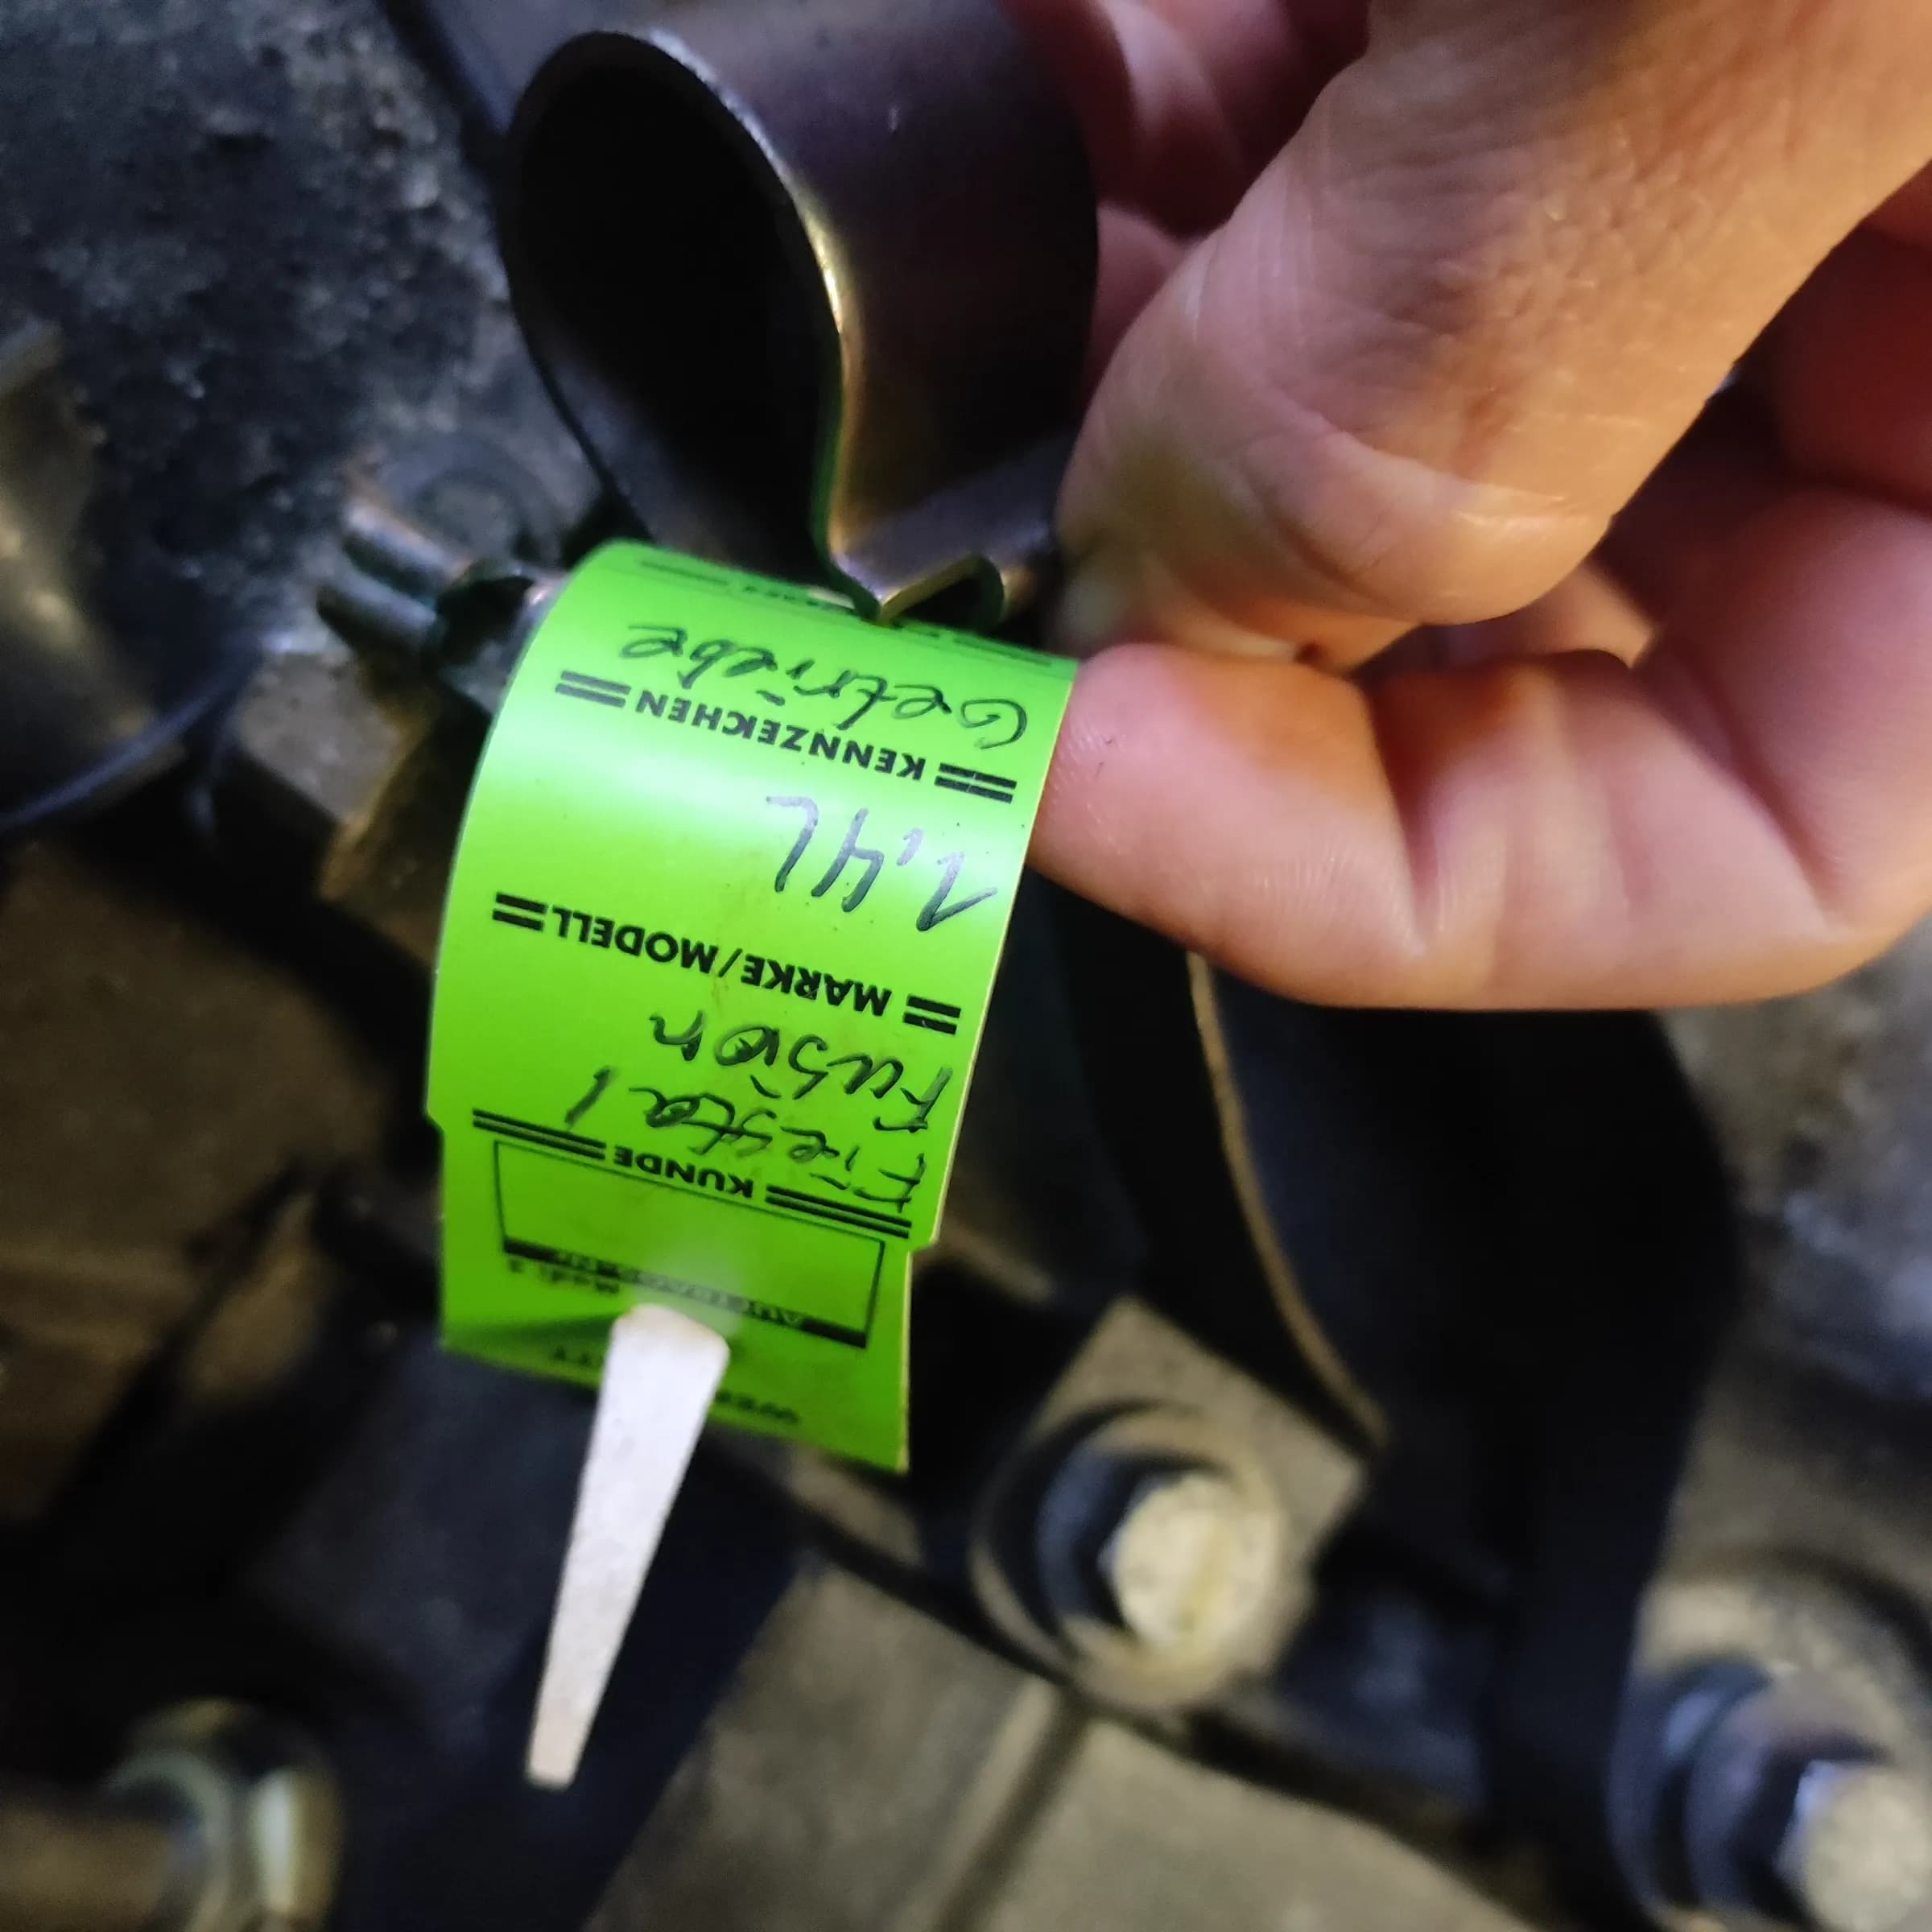 KUNDE
Fiesta /
Fusion
MARKE/MODELL
1,4L
KENNZEICHEN
Getriebe